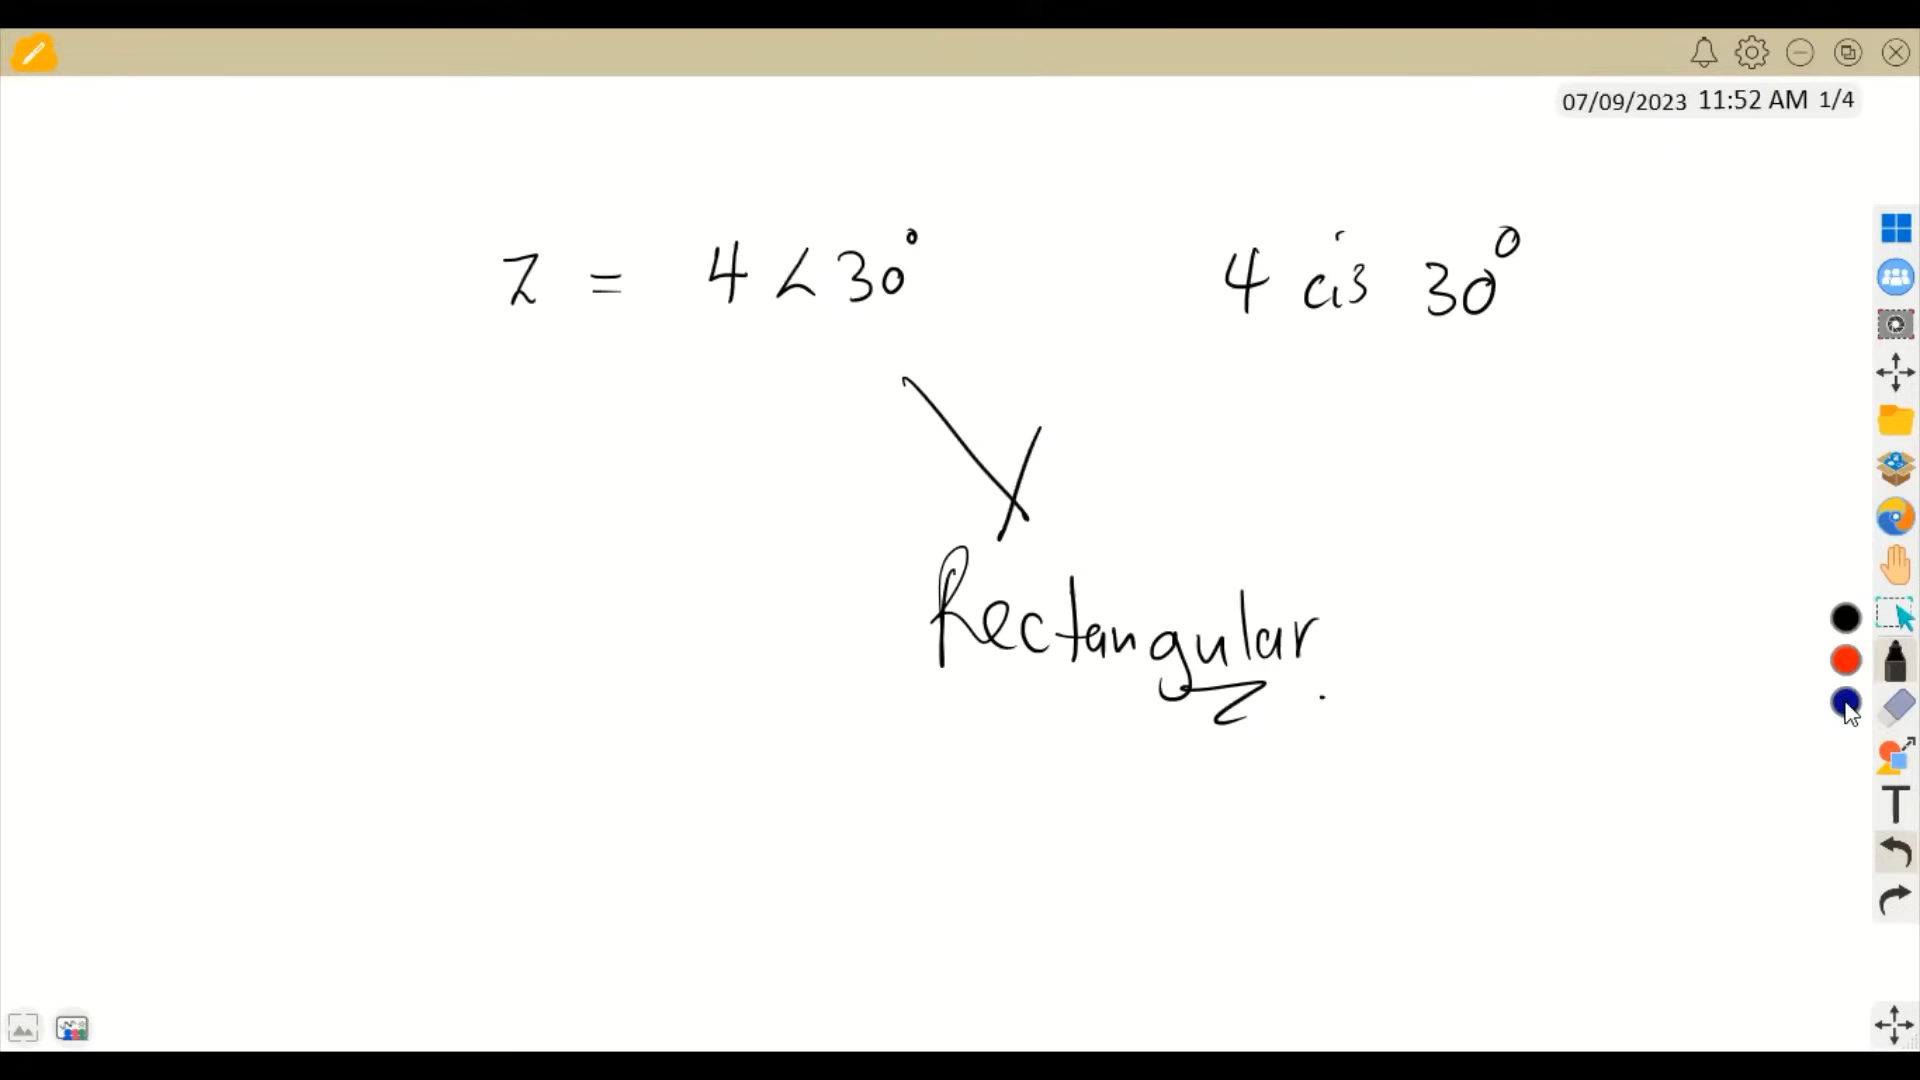 07/09/2023 11:52 AM 1/4
Z = 4 ∠30° 4 cis 30°
Rectangular.
T